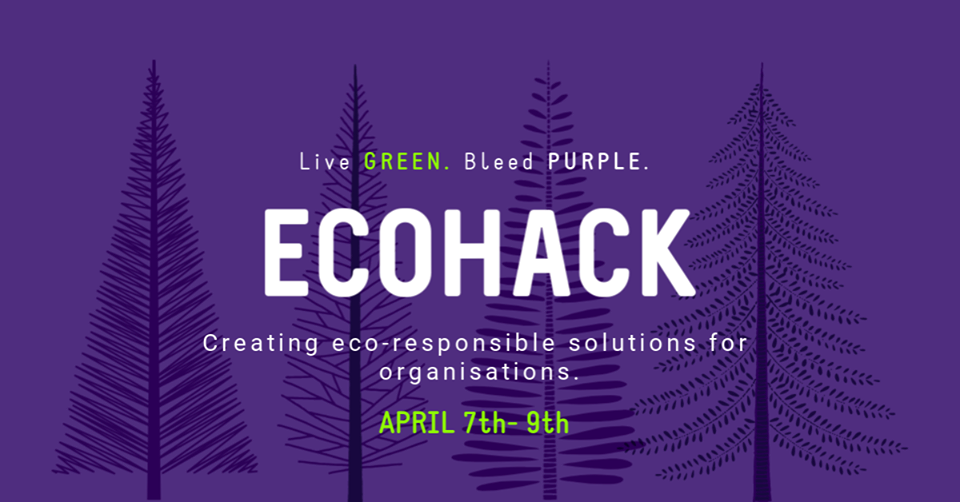 Live GREEN. Bleed PURPLE.
ECOHACK
Creating eco-responsible solutions for
organisations.
APRIL 7th- 9th